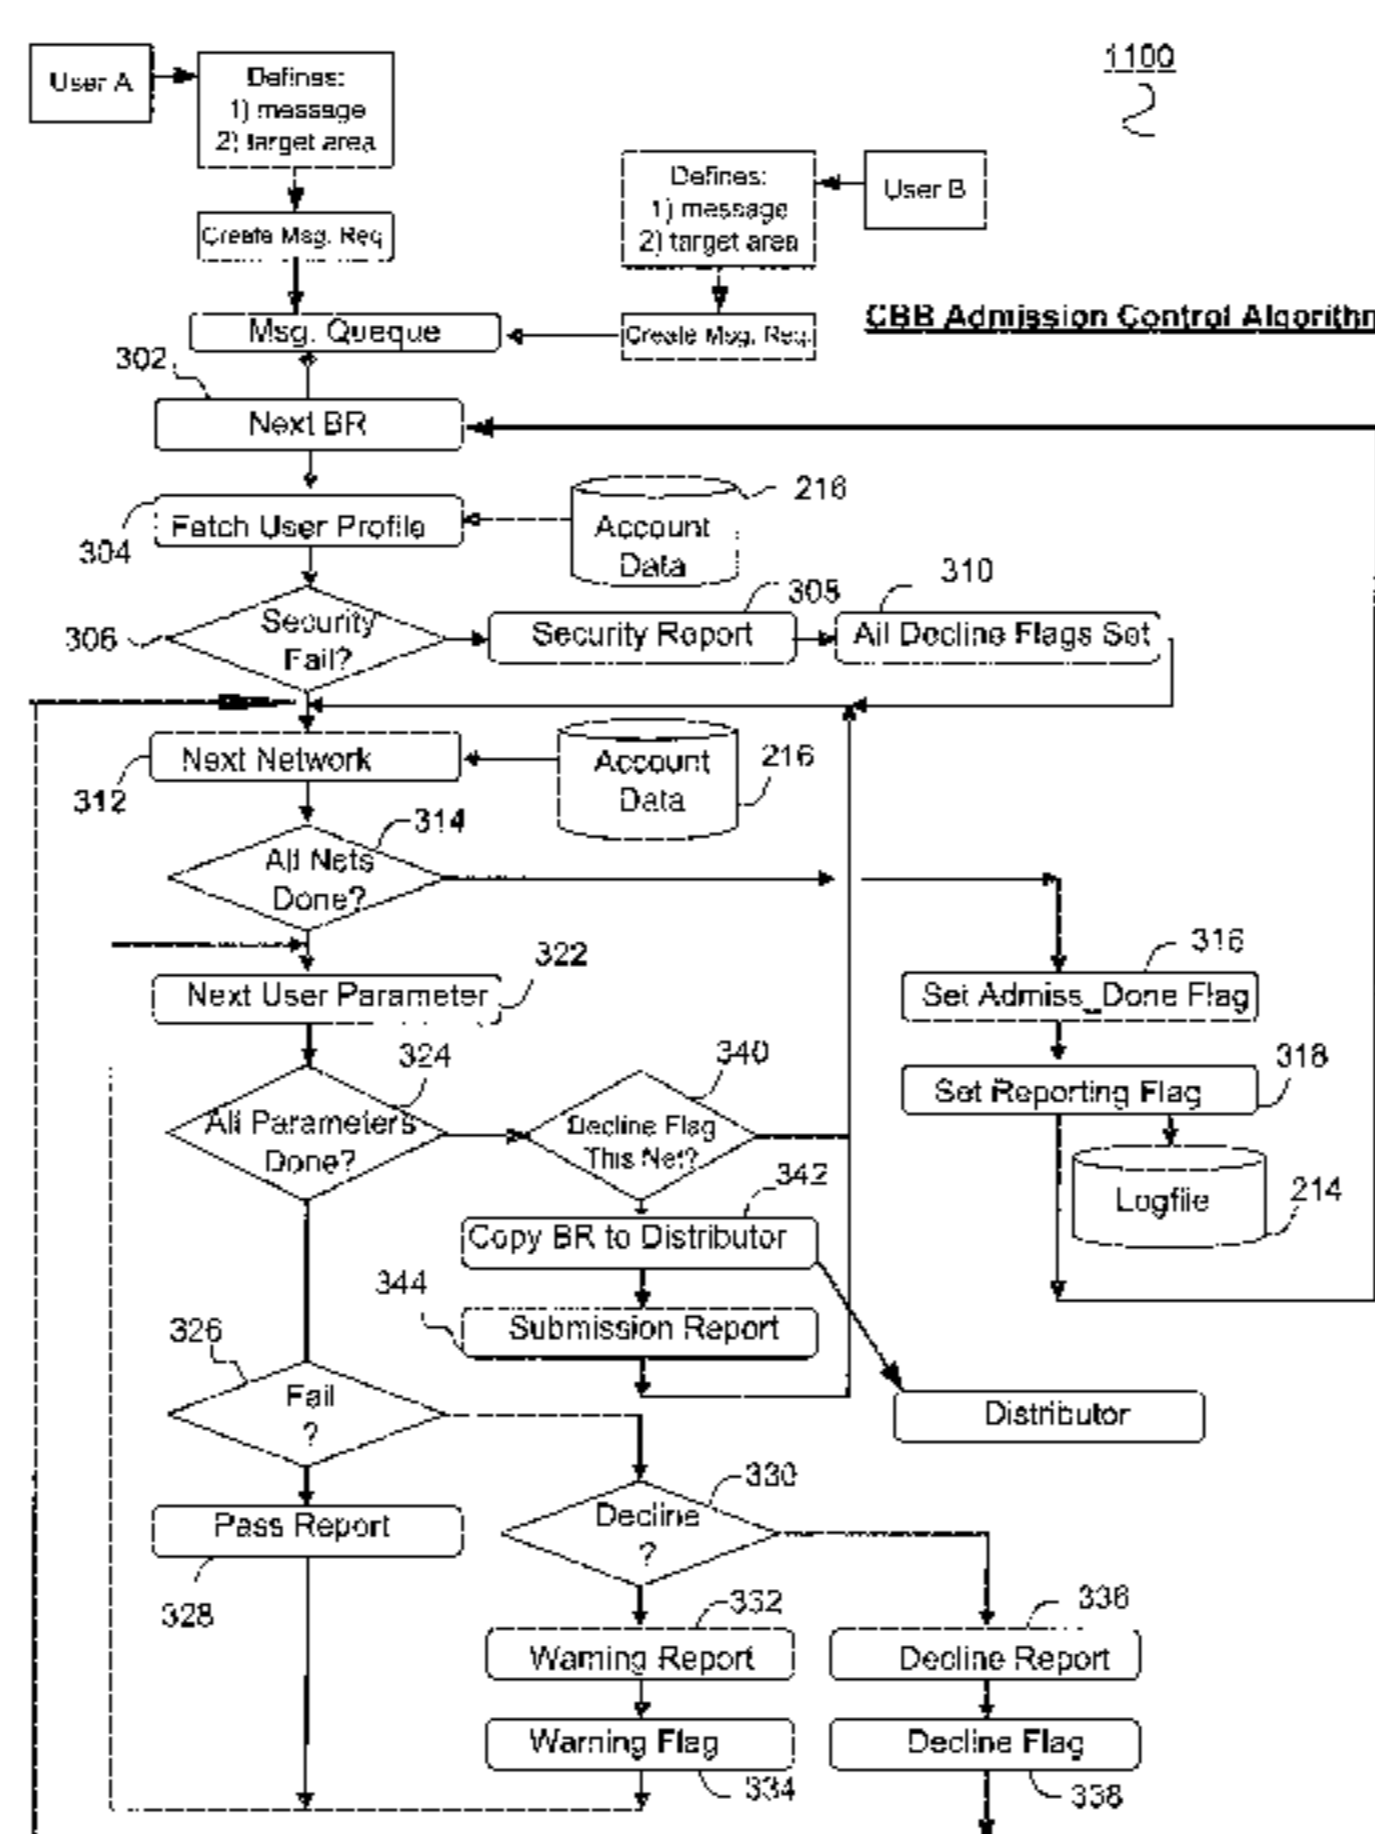 1100
User A
Defines:
1) message
2) target area
Defines:
1) message
2) target area
User B
Create Msg. Req
Create Msg. Req.
CBB Admission Control Algorithm
Msg. Queque
302
Next BR
216
304
Fetch User Profile
Account
Data
306
Security
Fail?
308
Security Report
310
All Decline Flags Set
312
Next Network
Account
Data
216
314
All Nets
Done?
322
Next User Parameter
316
Set Admiss_Done Flag
318
Set Reporting Flag
324
All Parameters
Done?
340
Decline Flag
This Net?
Logfile
214
342
Copy BR to Distributor
344
Submission Report
326
Fail
?
Distributor
330
Decline
?
Pass Report
328
332
Warning Report
336
Decline Report
Warning Flag
334
Decline Flag
338